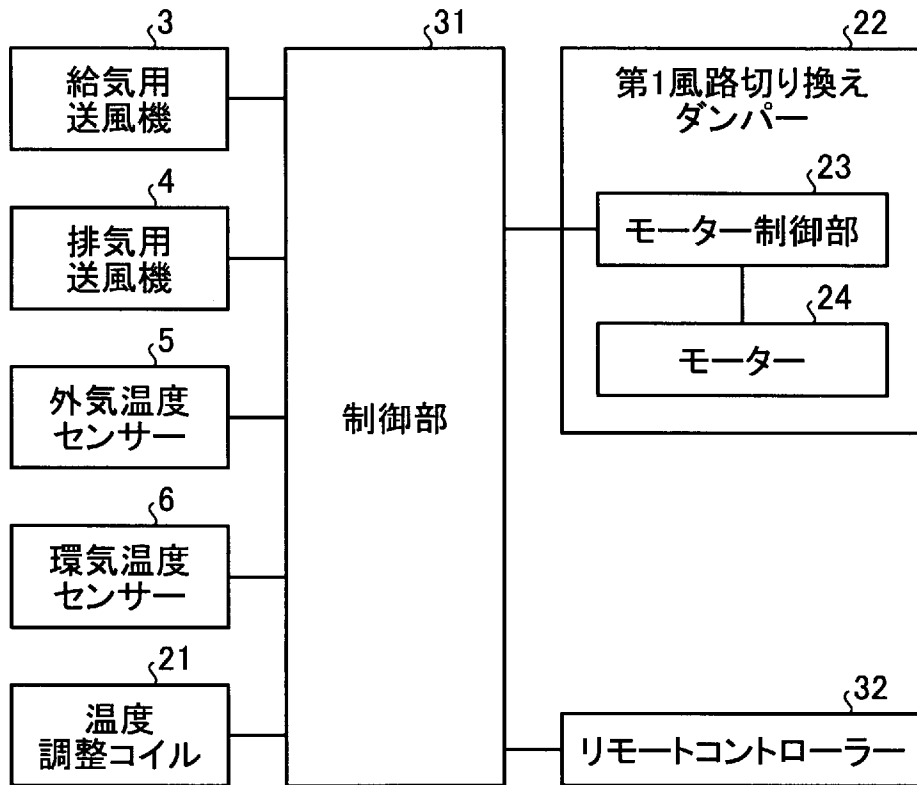 3
給気用
送風機
4
排気用
送風機
5
外気温度
センサー
6
環気温度
センサー
21
温度
調整コイル
31
制御部
22
第1風路切り換え
ダンパー
23
モーター制御部
24
モーター
32
リモートコントローラー